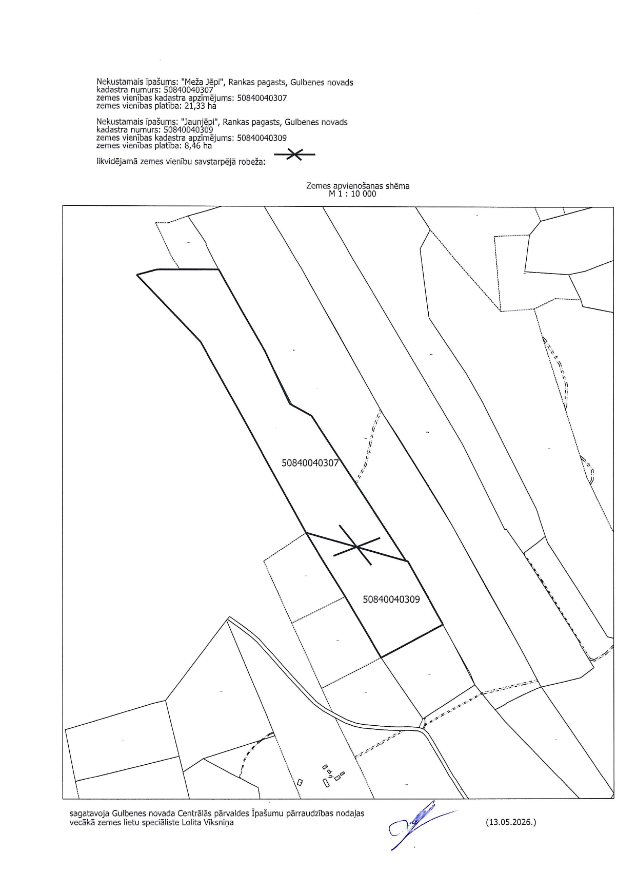 Nekustamais īpašums: "Meža Jēpi", Rankas pagasts, Gulbenes novads
kadastra numurs: 50840040307
zemes vienības kadastra apzīmējums: 50840040307
zemes vienības platība: 21,33 ha
Nekustamais īpašums: "Jaunjēpi", Rankas pagasts, Gulbenes novads
kadastra numurs: 50840040309
zemes vienības kadastra apzīmējums: 50840040309
zemes vienības platība: 8,46 ha
likvidējamā zemes vienību savstarpējā robeža:
Zemes apvienošanas shēma
M 1 : 10 000
50840040307
50840040309
sagatavoja Gulbenes novada Centrālās pārvaldes Īpašumu pārraudzības nodaļas
vecākā zemes lietu speciāliste Lolita Vīksniņa
(13.05.2026.)